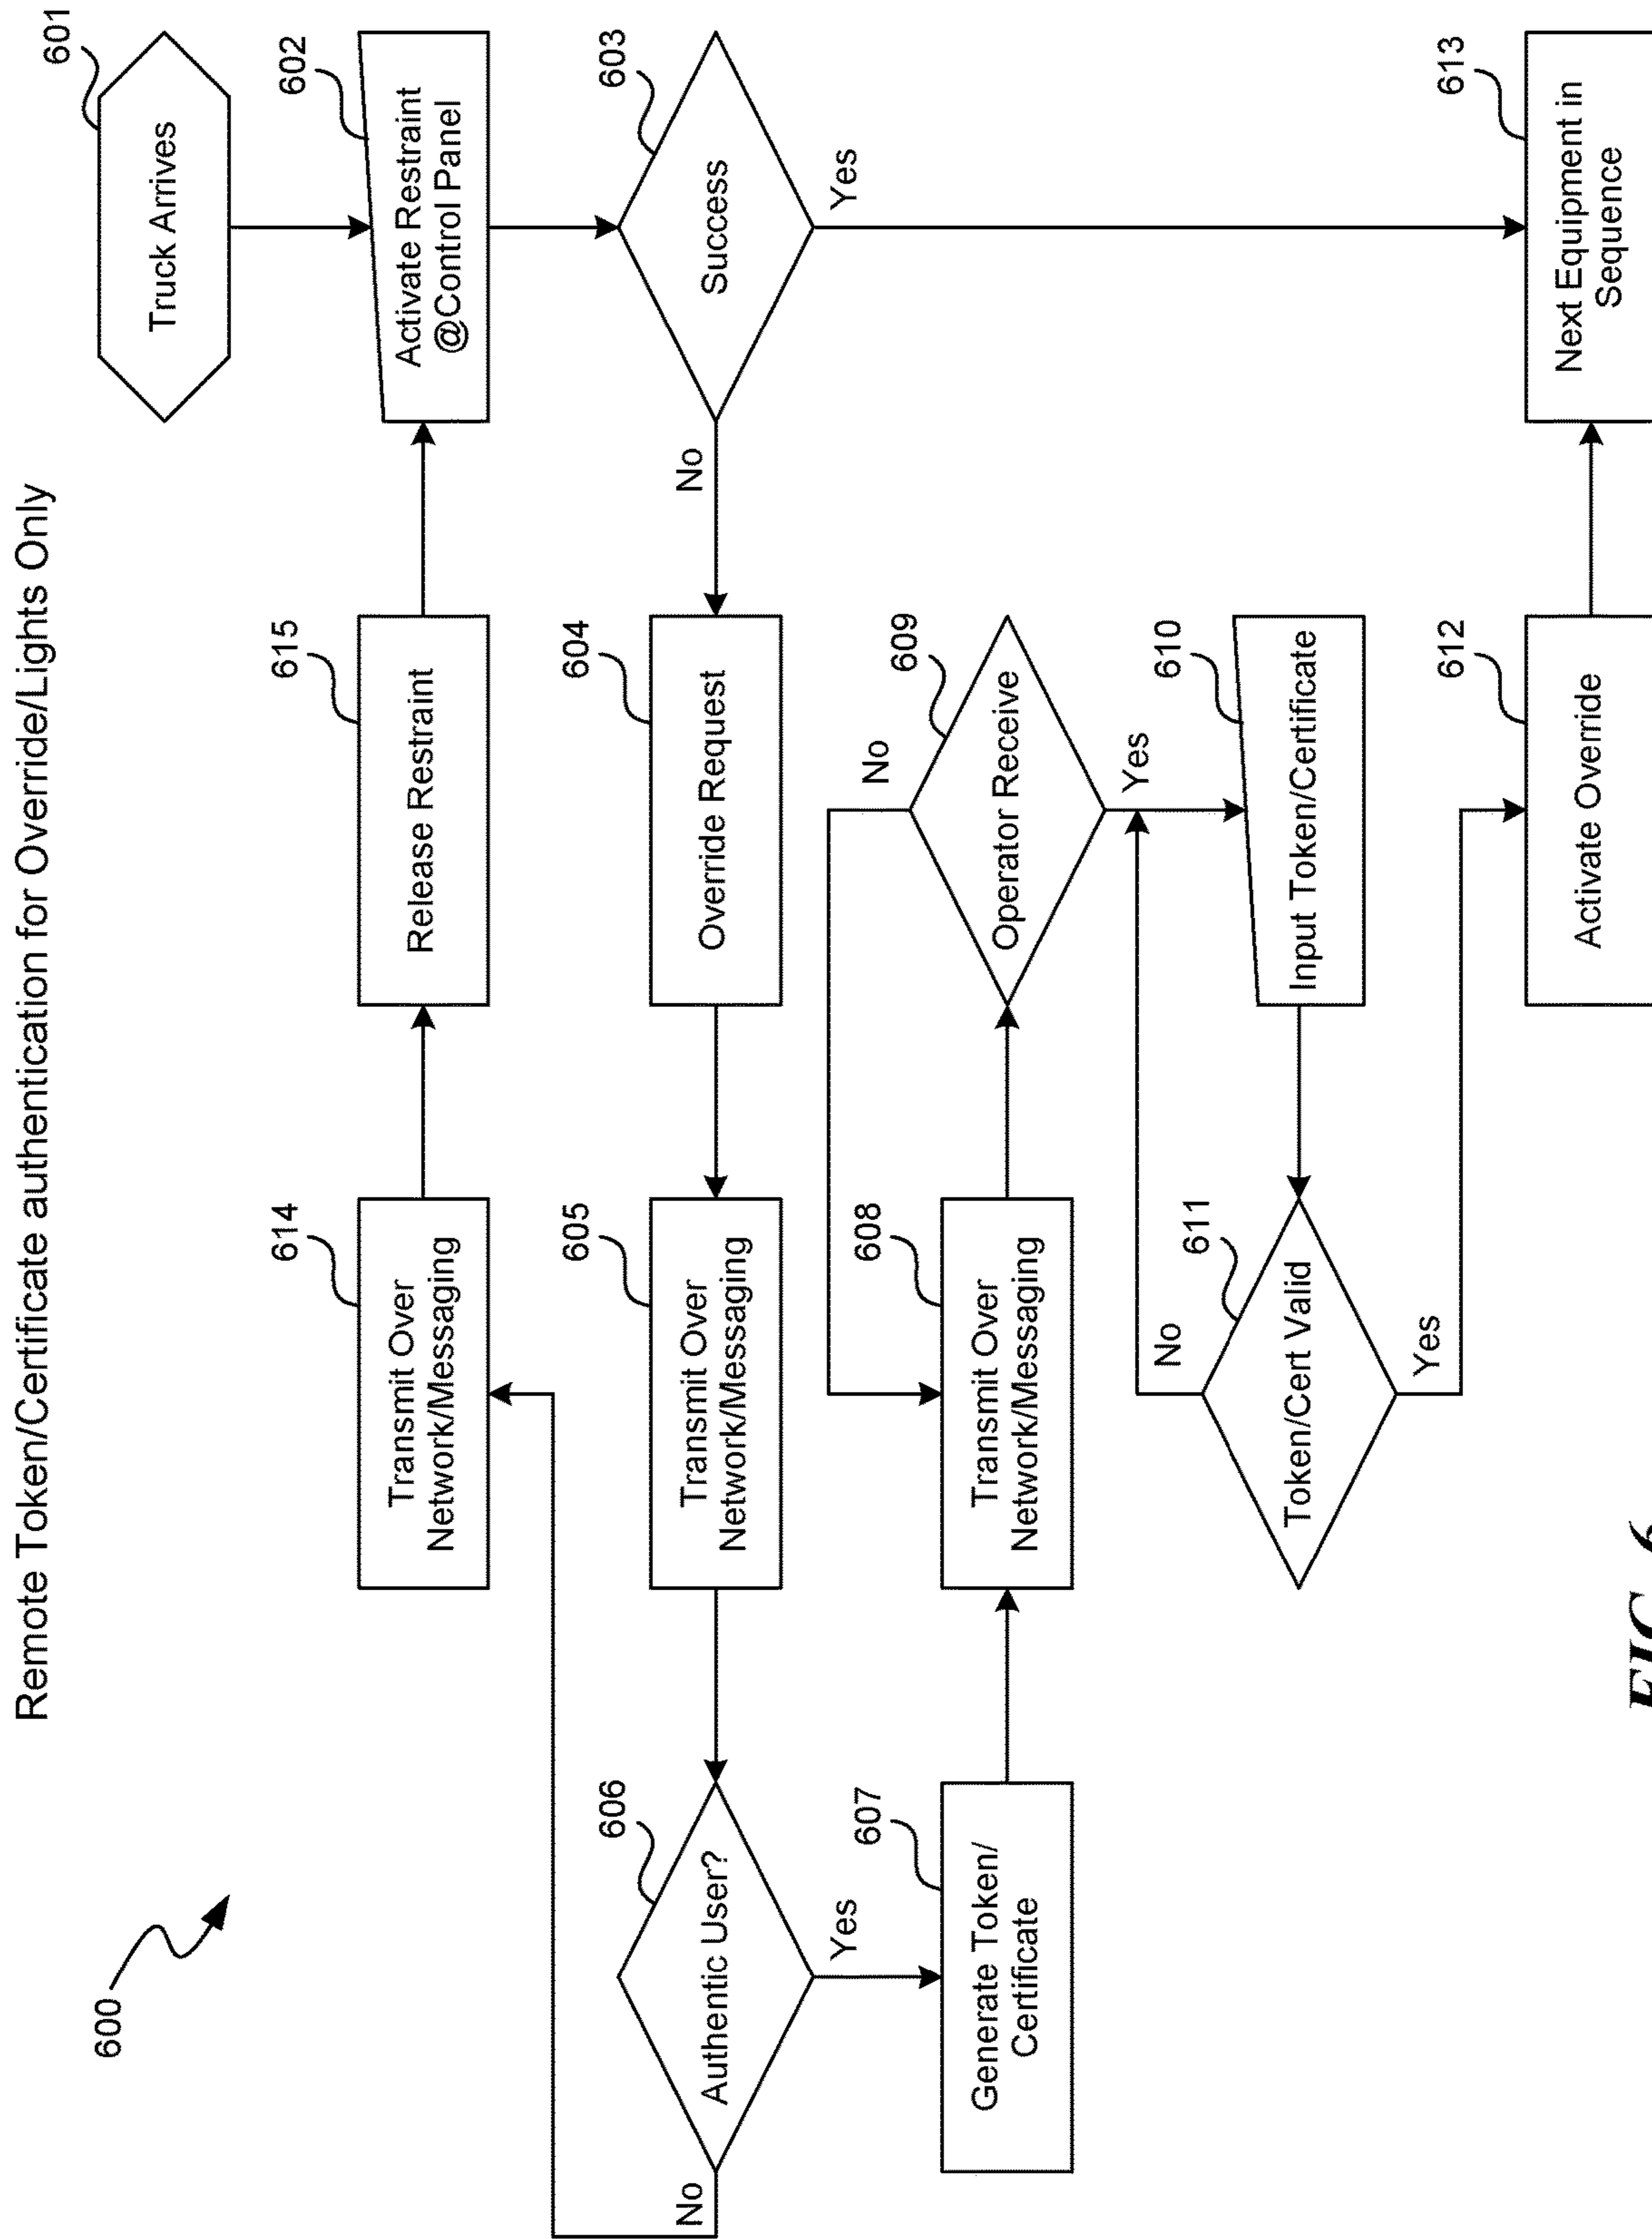 Remote Token/Certificate authentication for Override/Lights Only
600
601
Truck Arrives
614
Transmit Over
Network/Messaging
615
Release Restraint
602
Activate Restraint
@Control Panel
606
Authentic User?
No
Yes
605
Transmit Over
Network/Messaging
604
Override Request
No
603
Success
Yes
607
Generate Token/
Certificate
608
Transmit Over
Network/Messaging
No
609
Operator Receive
Yes
611
Token/Cert Valid
No
Yes
610
Input Token/Certificate
612
Activate Override
613
Next Equipment in
Sequence
FIG. 6